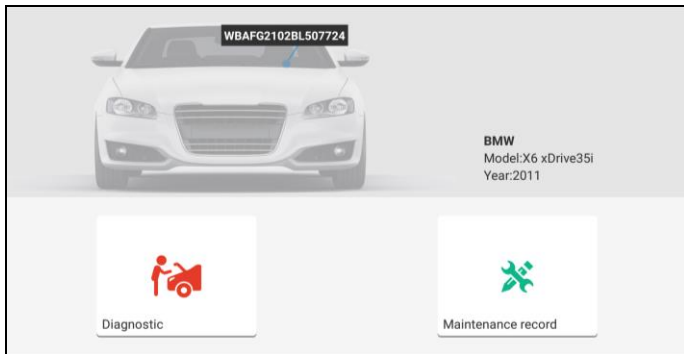 WBAFG2102BL507724
BMW
Model:X6 xDrive35i
Year:2011
Diagnostic
Maintenance record